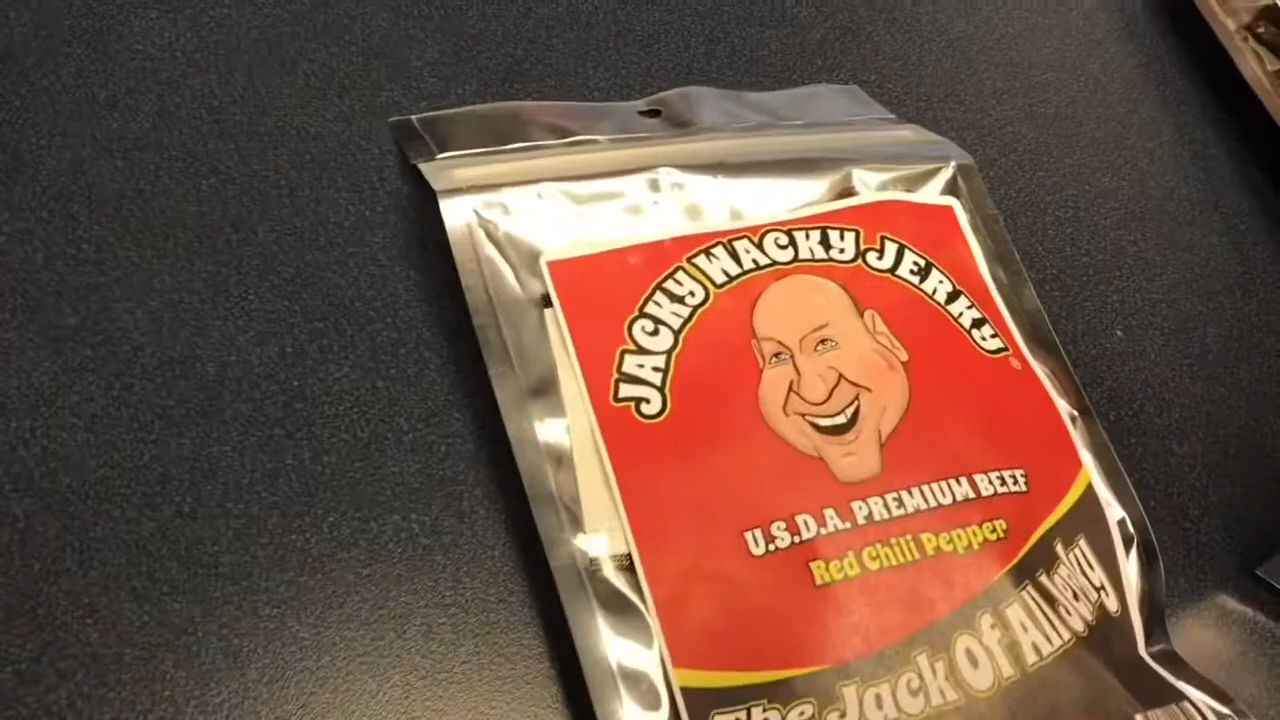 JACKY WACKY JERKY
U.S.D.A. PREMIUM BEEF
Red Chili Pepper
The Jack Of All Jerky